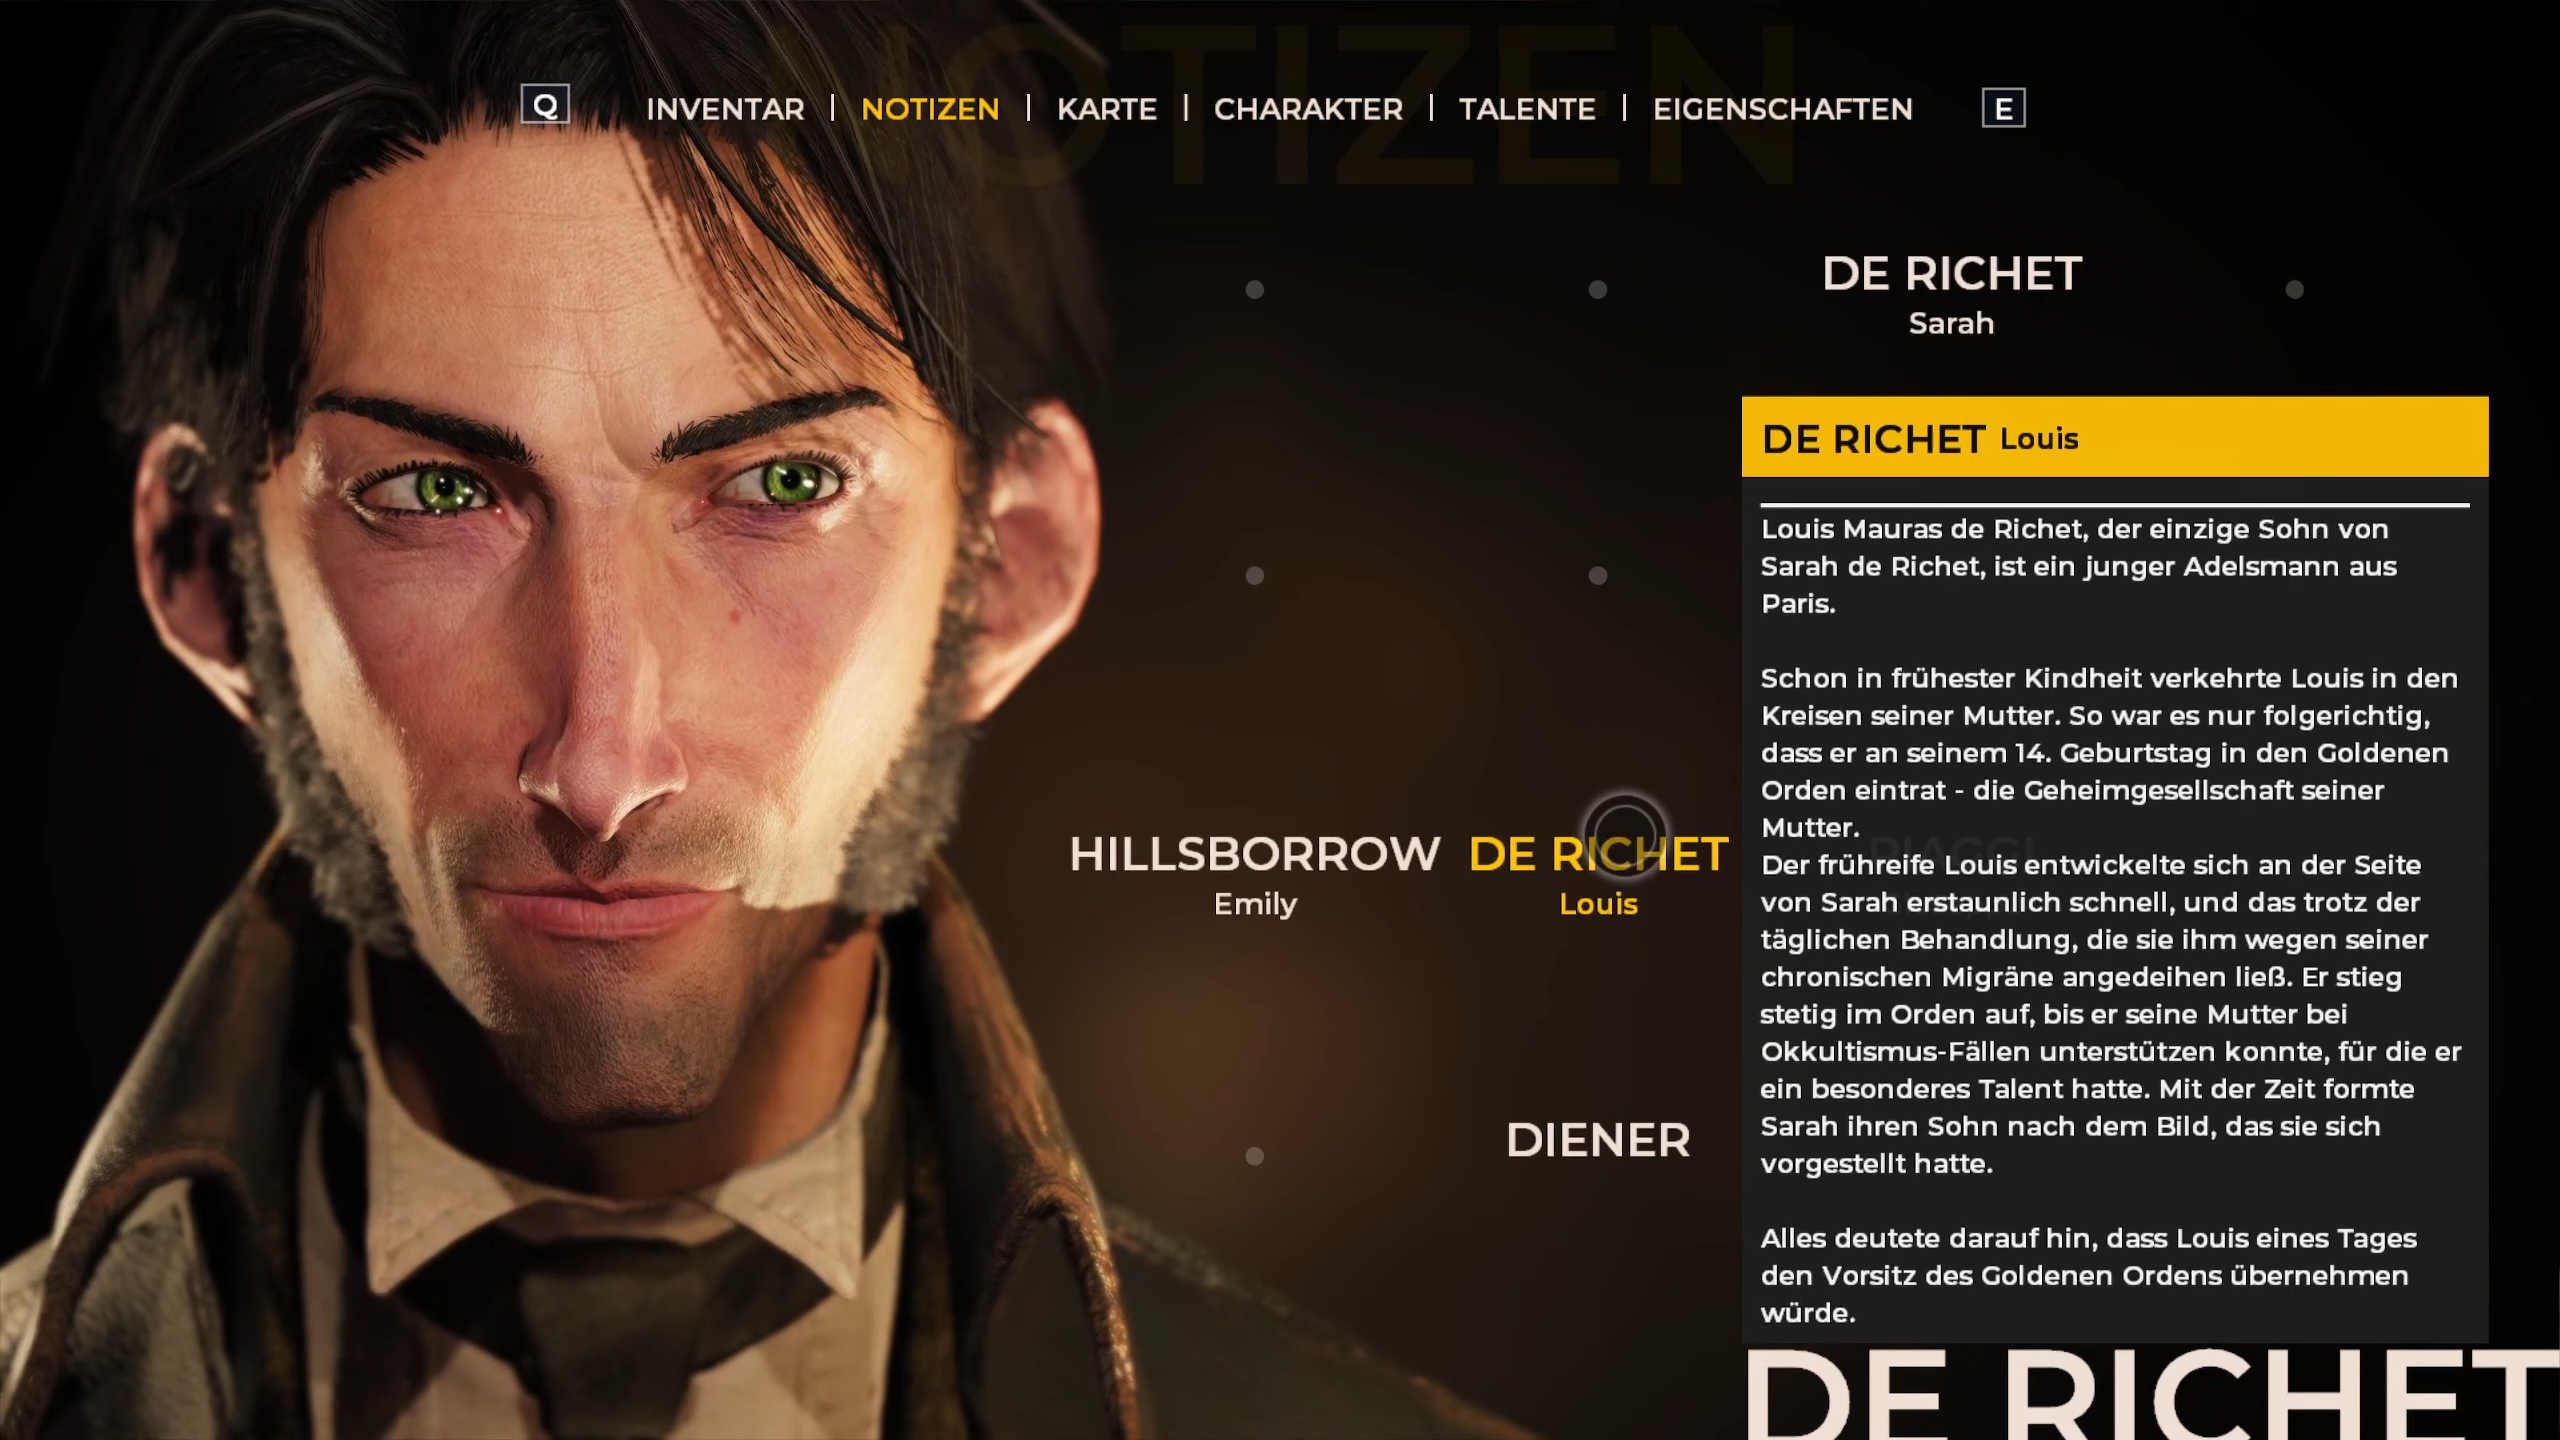 NOTIZEN
Q INVENTAR | NOTIZEN | KARTE | CHARAKTER | TALENTE | EIGENSCHAFTEN E
DE RICHET
Sarah
HILLSBORROW
Emily
DE RICHET
Louis
DIENER
DE RICHET Louis
Louis Mauras de Richet, der einzige Sohn von
Sarah de Richet, ist ein junger Adelsmann aus
Paris.
Schon in frühester Kindheit verkehrte Louis in den
Kreisen seiner Mutter. So war es nur folgerichtig,
dass er an seinem 14. Geburtstag in den Goldenen
Orden eintrat - die Geheimgesellschaft seiner
Mutter.
Der frühreife Louis entwickelte sich an der Seite
von Sarah erstaunlich schnell, und das trotz der
täglichen Behandlung, die sie ihm wegen seiner
chronischen Migräne angedeihen ließ. Er stieg
stetig im Orden auf, bis er seine Mutter bei
Okkultismus-Fällen unterstützen konnte, für die er
ein besonderes Talent hatte. Mit der Zeit formte
Sarah ihren Sohn nach dem Bild, das sie sich
vorgestellt hatte.
Alles deutete darauf hin, dass Louis eines Tages
den Vorsitz des Goldenen Ordens übernehmen
würde.
DE RICHET